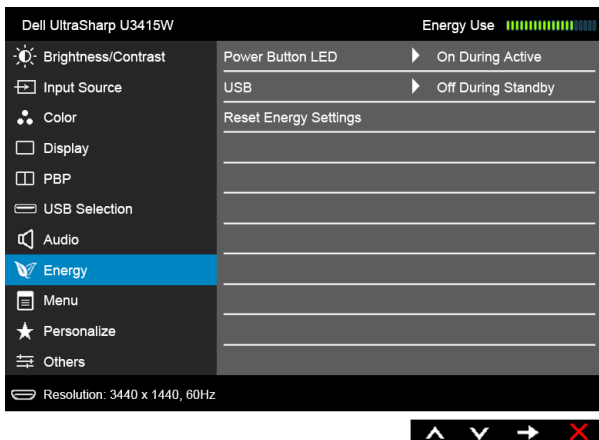 Dell UltraSharp U3415W Energy Use
Brightness/Contrast Power Button LED On During Active
Input Source USB Off During Standby
Color Reset Energy Settings
Display
PBP
USB Selection
Audio
Energy
Menu
Personalize
Others
Resolution: 3440 x 1440, 60Hz